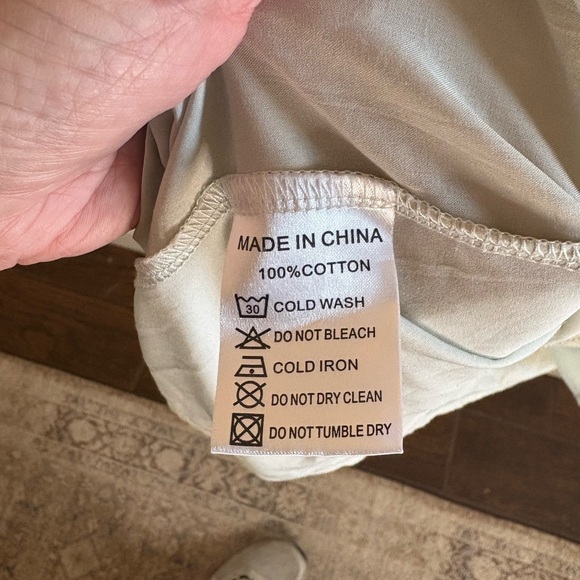 MADE IN CHINA
100%COTTON
30 COLD WASH
DO NOT BLEACH
COLD IRON
DO NOT DRY CLEAN
DO NOT TUMBLE DRY